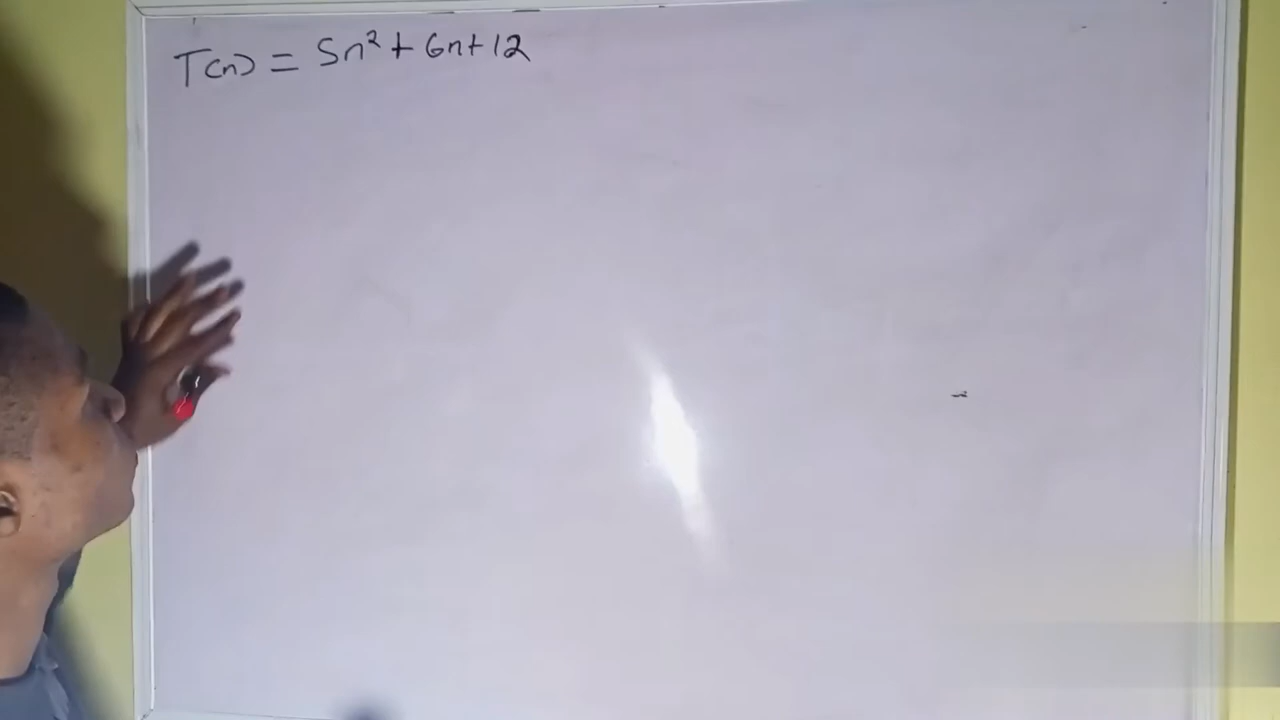 T(n) = 5n² + 6n + 12